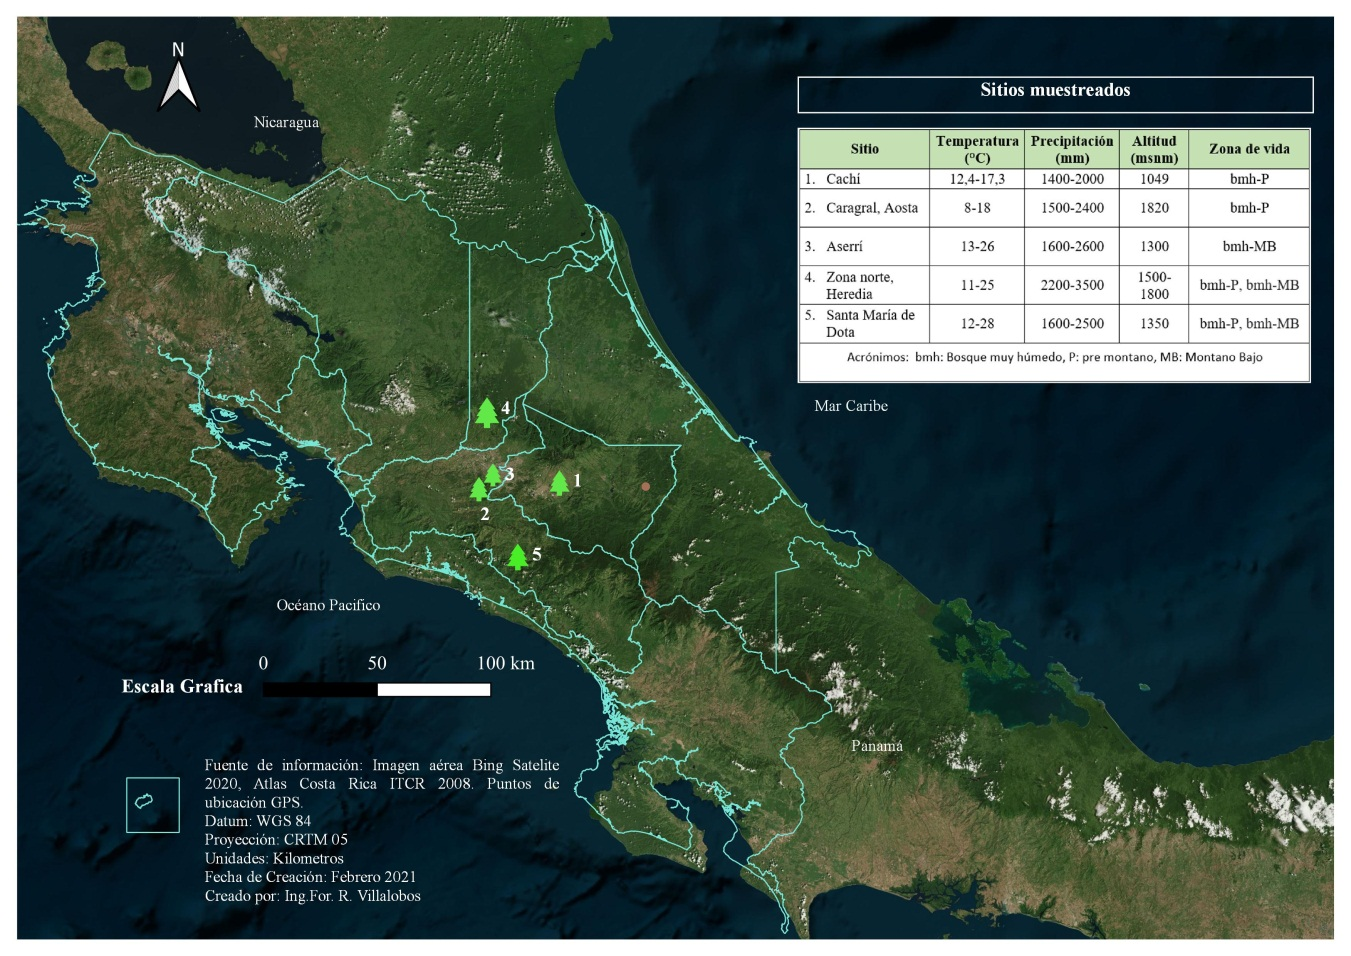 N
Nicaragua
Sitios muestreados
Sitio Temperatura (°C) Precipitación (mm) Altitud (msnm) Zona de vida
1. Cachí 12,4-17,3 1400-2000 1049 bmh-P
2. Caragral, Aosta 8-18 1500-2400 1820 bmh-P
3. Aserrí 13-26 1600-2600 1300 bmh-MB
4. Zona norte, Heredia 11-25 2200-3500 1500-1800 bmh-P, bmh-MB
5. Santa María de Dota 12-28 1600-2500 1350 bmh-P, bmh-MB
Acrónimos: bmh: Bosque muy húmedo, P: pre montano, MB: Montano Bajo
Mar Caribe
4
3
1
2
5
Océano Pacifico
0 50 100 km
Escala Grafica
Panamá
Fuente de información: Imagen aérea Bing Satelite
2020, Atlas Costa Rica ITCR 2008. Puntos de
ubicación GPS.
Datum: WGS 84
Proyección: CRTM 05
Unidades: Kilometros
Fecha de Creación: Febrero 2021
Creado por: Ing.For. R. Villalobos